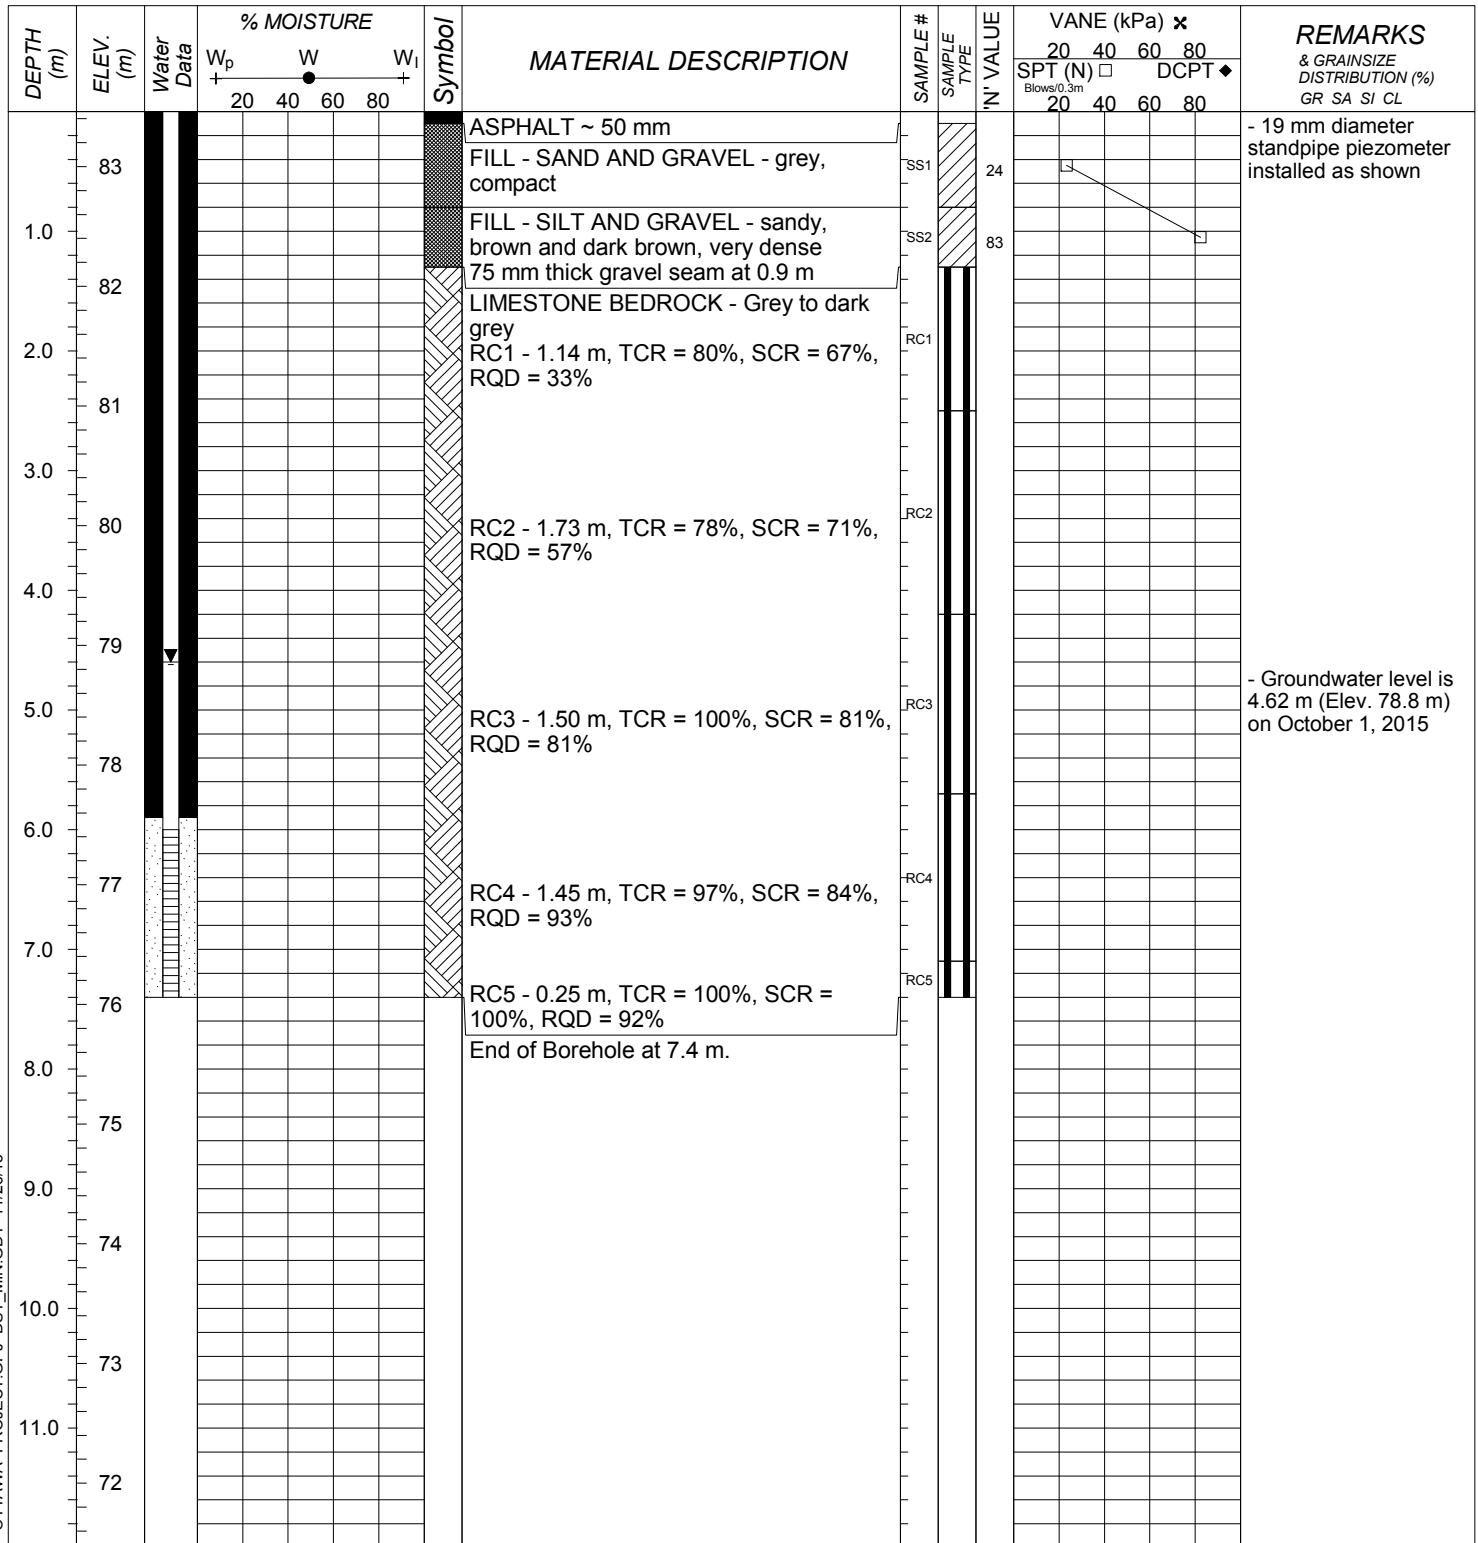 DEPTH (m)
ELEV. (m)
Water Data
% MOISTURE
Wp W Wl
20 40 60 80
Symbol
MATERIAL DESCRIPTION
SAMPLE #
SAMPLE TYPE
'N' VALUE
VANE (kPa)
20 40 60 80
SPT (N) DCPT
Blows/0.3m
20 40 60 80
REMARKS
& GRAINSIZE
DISTRIBUTION (%)
GR SA SI CL
ASPHALT ~ 50 mm
- 19 mm diameter
standpipe piezometer
installed as shown
83
FILL - SAND AND GRAVEL - grey,
compact
SS1
24
1.0
FILL - SILT AND GRAVEL - sandy,
brown and dark brown, very dense
75 mm thick gravel seam at 0.9 m
SS2
83
82
LIMESTONE BEDROCK - Grey to dark
grey
2.0
RC1 - 1.14 m, TCR = 80%, SCR = 67%,
RQD = 33%
RC1
81
3.0
80
RC2 - 1.73 m, TCR = 78%, SCR = 71%,
RQD = 57%
RC2
4.0
79
- Groundwater level is
4.62 m (Elev. 78.8 m)
on October 1, 2015
5.0
RC3 - 1.50 m, TCR = 100%, SCR = 81%,
RQD = 81%
RC3
78
6.0
77
RC4 - 1.45 m, TCR = 97%, SCR = 84%,
RQD = 93%
RC4
7.0
76
RC5 - 0.25 m, TCR = 100%, SCR =
100%, RQD = 92%
RC5
End of Borehole at 7.4 m.
8.0
75
9.0
74
10.0
73
11.0
72